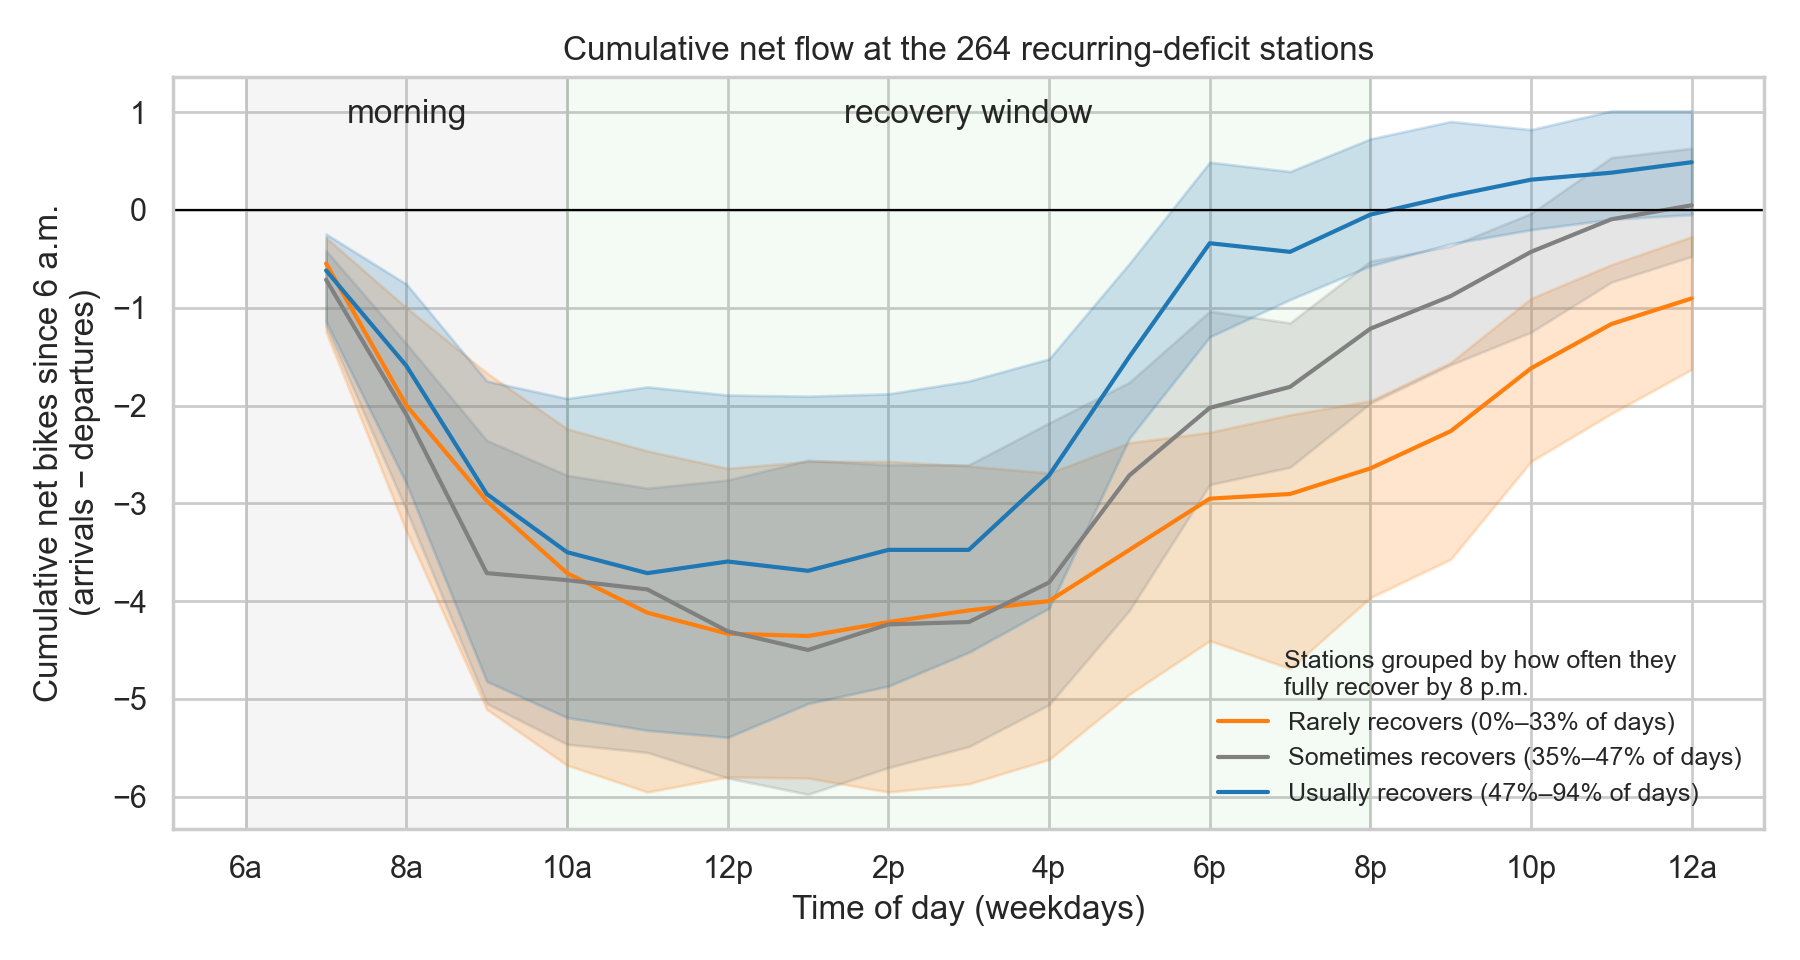 Cumulative net flow at the 264 recurring-deficit stations
morning
recovery window
Cumulative net bikes since 6 a.m.
(arrivals – departures)
1
0
−1
−2
−3
−4
−5
−6
Stations grouped by how often they
fully recover by 8 p.m.
Rarely recovers (0%–33% of days)
Sometimes recovers (35%–47% of days)
Usually recovers (47%–94% of days)
6a 8a 10a 12p 2p 4p 6p 8p 10p 12a
Time of day (weekdays)